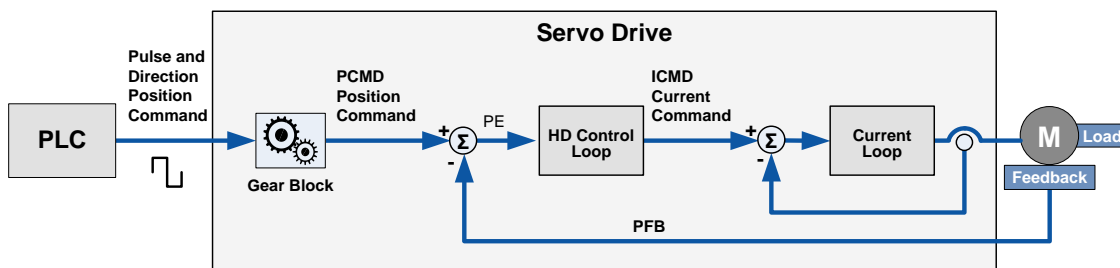 Servo Drive
Pulse and
Direction
Position
Command
PLC
Gear Block
PCMD
Position
Command
+
Σ
-
PE
HD Control
Loop
ICMD
Current
Command
+
Σ
-
Current
Loop
M
Load
Feedback
PFB